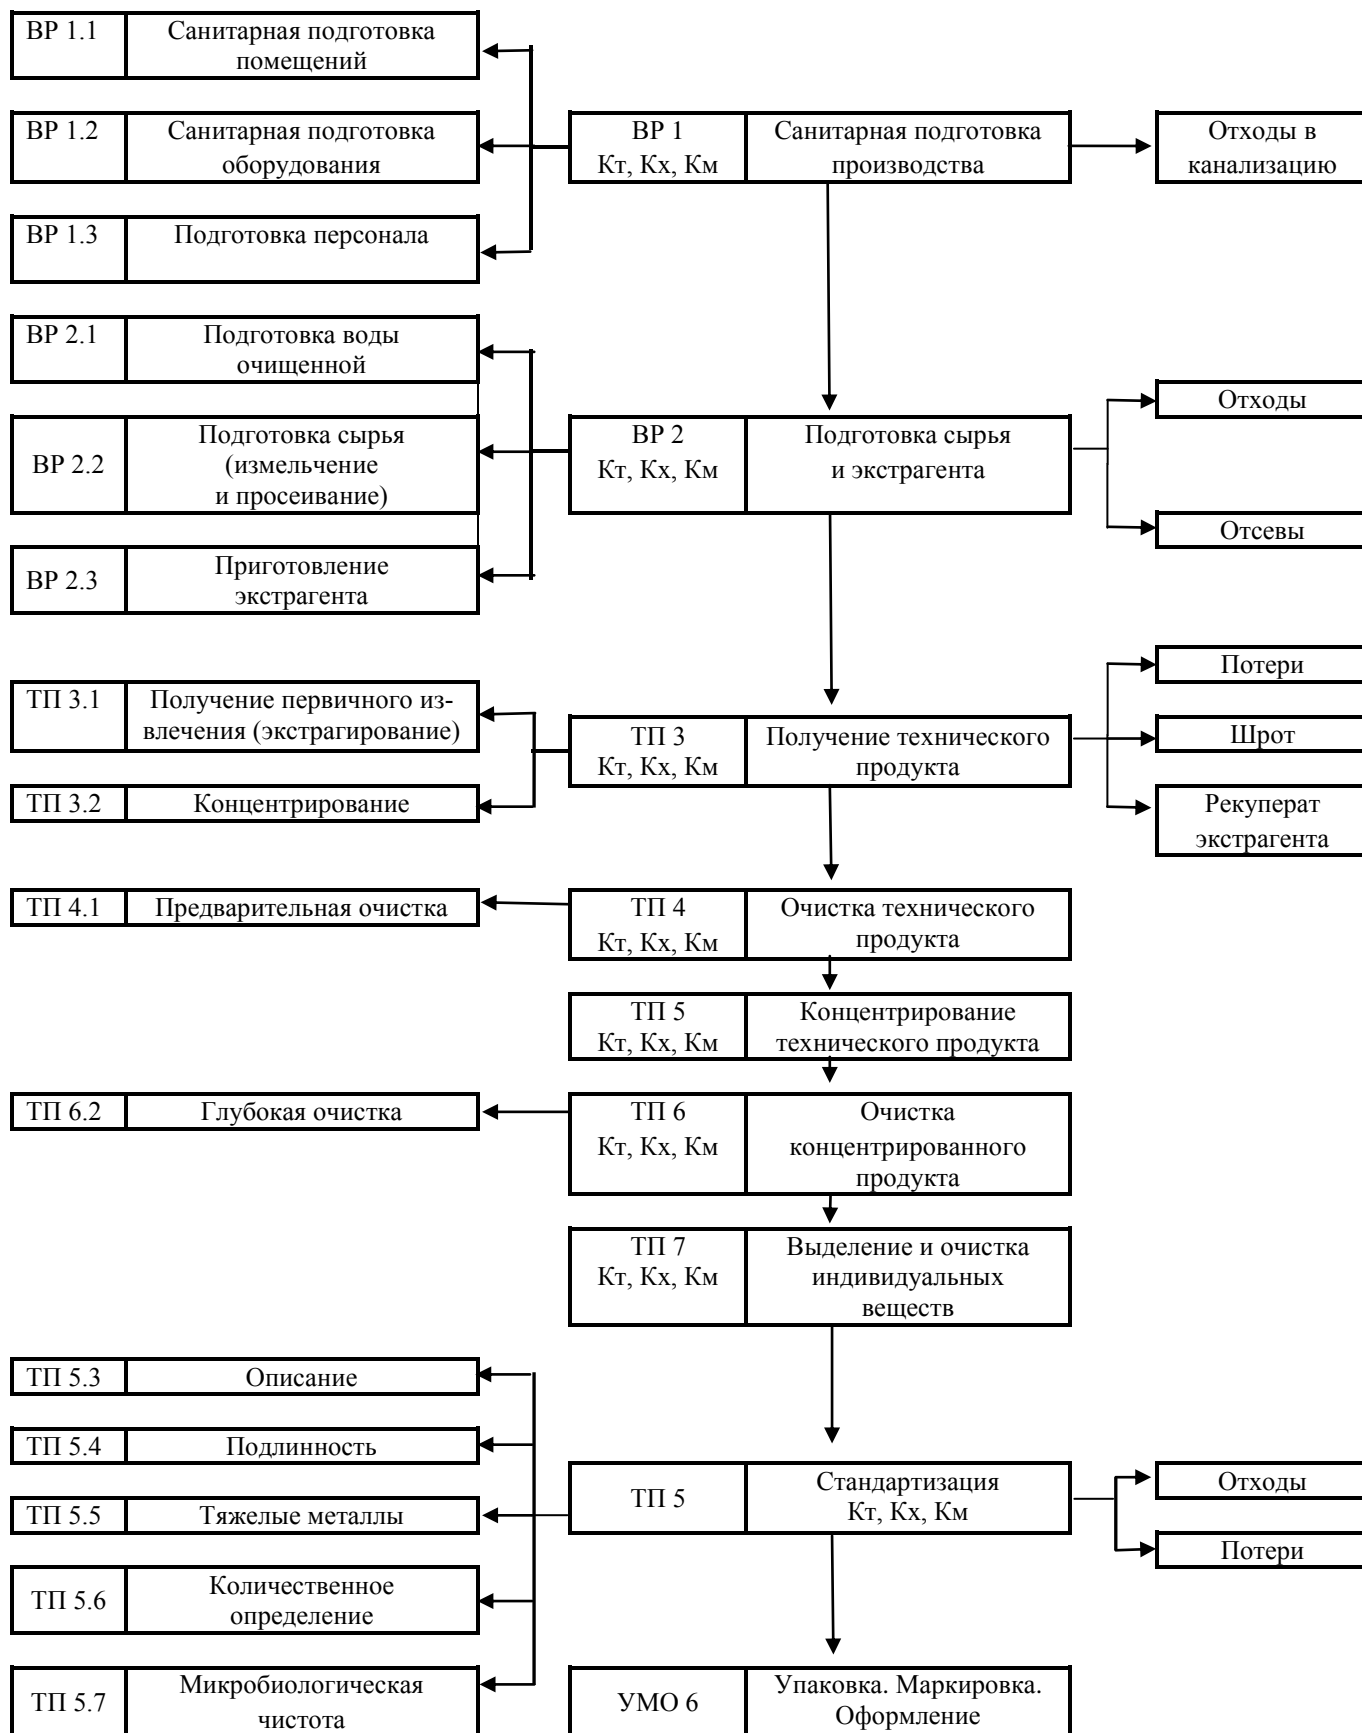 ВР 1.1
Санитарная подготовка
помещений
ВР 1.2
Санитарная подготовка
оборудования
ВР 1
Кт, Кх, Км
Санитарная подготовка
производства
Отходы в
канализацию
ВР 1.3
Подготовка персонала
ВР 2.1
Подготовка воды
очищенной
ВР 2.2
Подготовка сырья
(измельчение
и просеивание)
ВР 2
Кт, Кх, Км
Подготовка сырья
и экстрагента
Отходы
Отсевы
ВР 2.3
Приготовление
экстрагента
ТП 3.1
Получение первичного из-
влечения (экстрагирование)
ТП 3
Кт, Кх, Км
Получение технического
продукта
Потери
Шрот
Рекуперат
экстрагента
ТП 3.2
Концентрирование
ТП 4.1
Предварительная очистка
ТП 4
Кт, Кх, Км
Очистка технического
продукта
ТП 5
Кт, Кх, Км
Концентрирование
технического продукта
ТП 6.2
Глубокая очистка
ТП 6
Кт, Кх, Км
Очистка
концентрированного
продукта
ТП 7
Кт, Кх, Км
Выделение и очистка
индивидуальных
веществ
ТП 5.3
Описание
ТП 5.4
Подлинность
ТП 5.5
Тяжелые металлы
ТП 5
Стандартизация
Кт, Кх, Км
Отходы
Потери
ТП 5.6
Количественное
определение
ТП 5.7
Микробиологическая
чистота
УМО 6
Упаковка. Маркировка.
Оформление